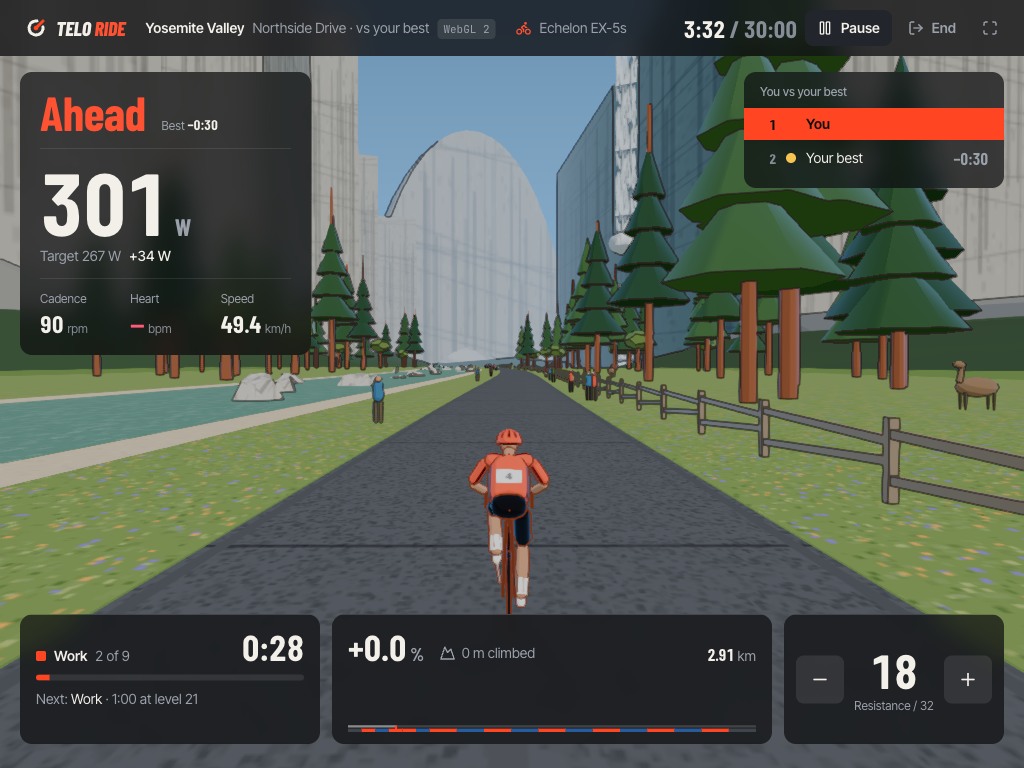 TELO RIDE Yosemite Valley Northside Drive · vs your best WebGL 2 Echelon EX-5s 3:32 / 30:00 Pause End
Ahead Best –0:30
301 W
Target 267 W +34 W
Cadence Heart Speed
90 rpm – bpm 49.4 km/h
You vs your best
1 You
2 Your best –0:30
4
Work 2 of 9 0:28
Next: Work · 1:00 at level 21
+0.0 % 0 m climbed 2.91 km
− 18 +
Resistance / 32